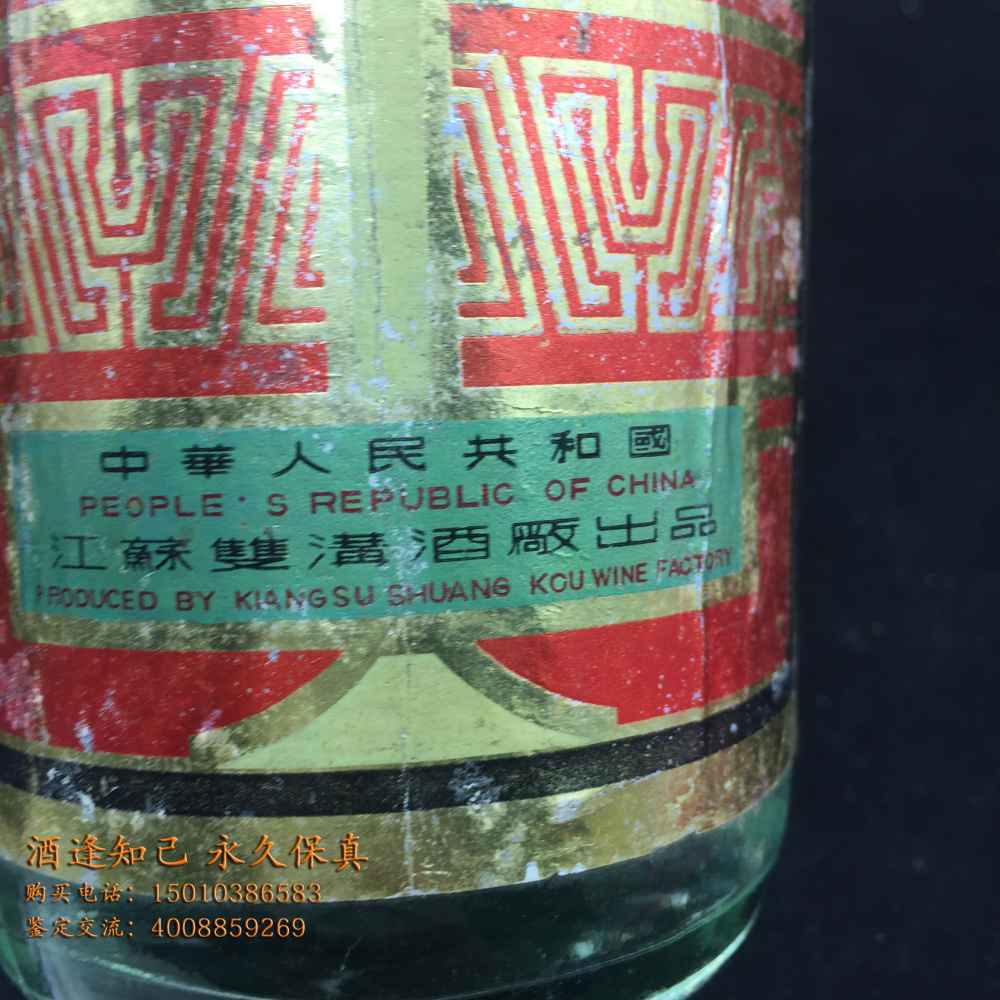 中華人民共和國
PEOPLE'S REPUBLIC OF CHINA
江蘇雙溝酒廠出品
PRODUCED BY KIANGSU SHUANG KOU WINE FACTORY
酒逢知己 永久保真
购买电话：15010386583
鉴定交流：4008859269